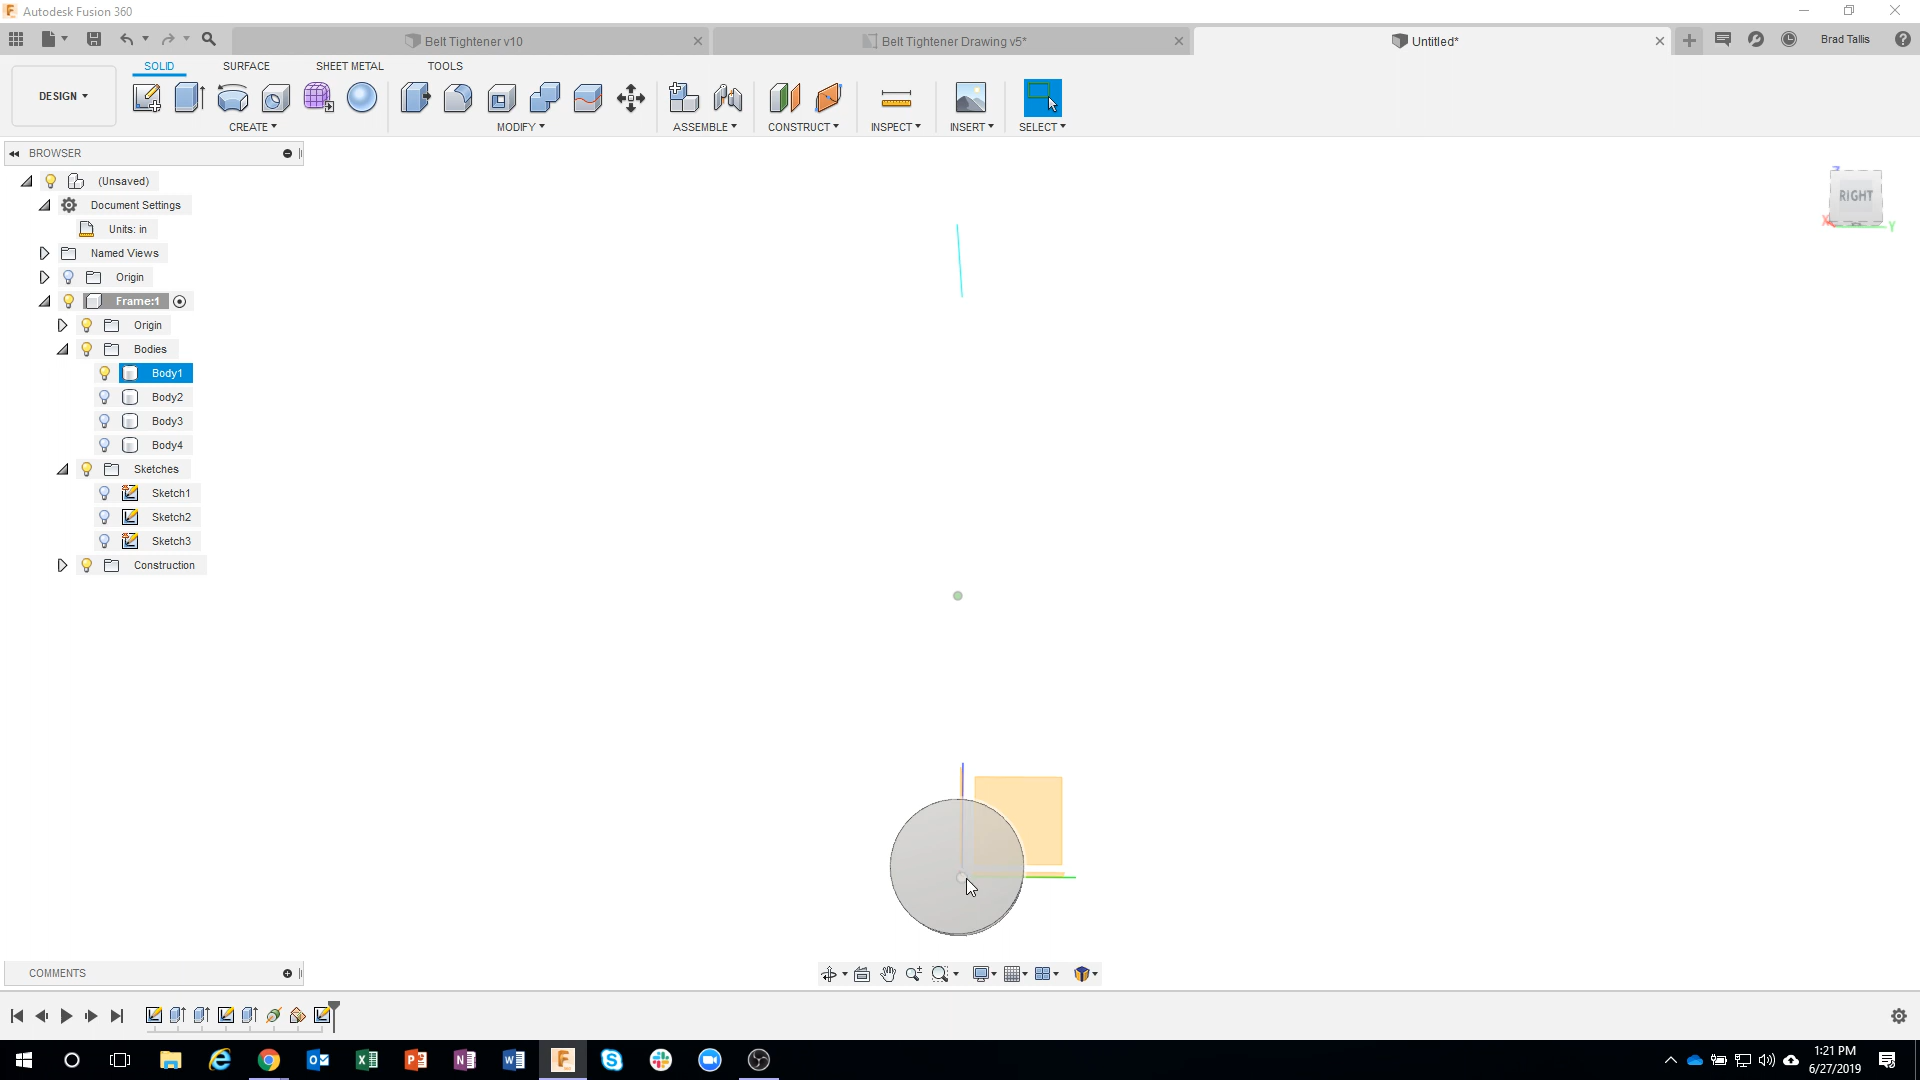 Autodesk Fusion 360
Belt Tightener v10
Belt Tightener Drawing v5*
Untitled*
Brad Tallis
DESIGN
SOLID
SURFACE
SHEET METAL
TOOLS
CREATE
MODIFY
ASSEMBLE
CONSTRUCT
INSPECT
INSERT
SELECT
BROWSER
(Unsaved)
Document Settings
Units: in
Named Views
Origin
Frame:1
Origin
Bodies
Body1
Body2
Body3
Body4
Sketches
Sketch1
Sketch2
Sketch3
Construction
Z
RIGHT
X
Y
COMMENTS
1:21 PM
6/27/2019